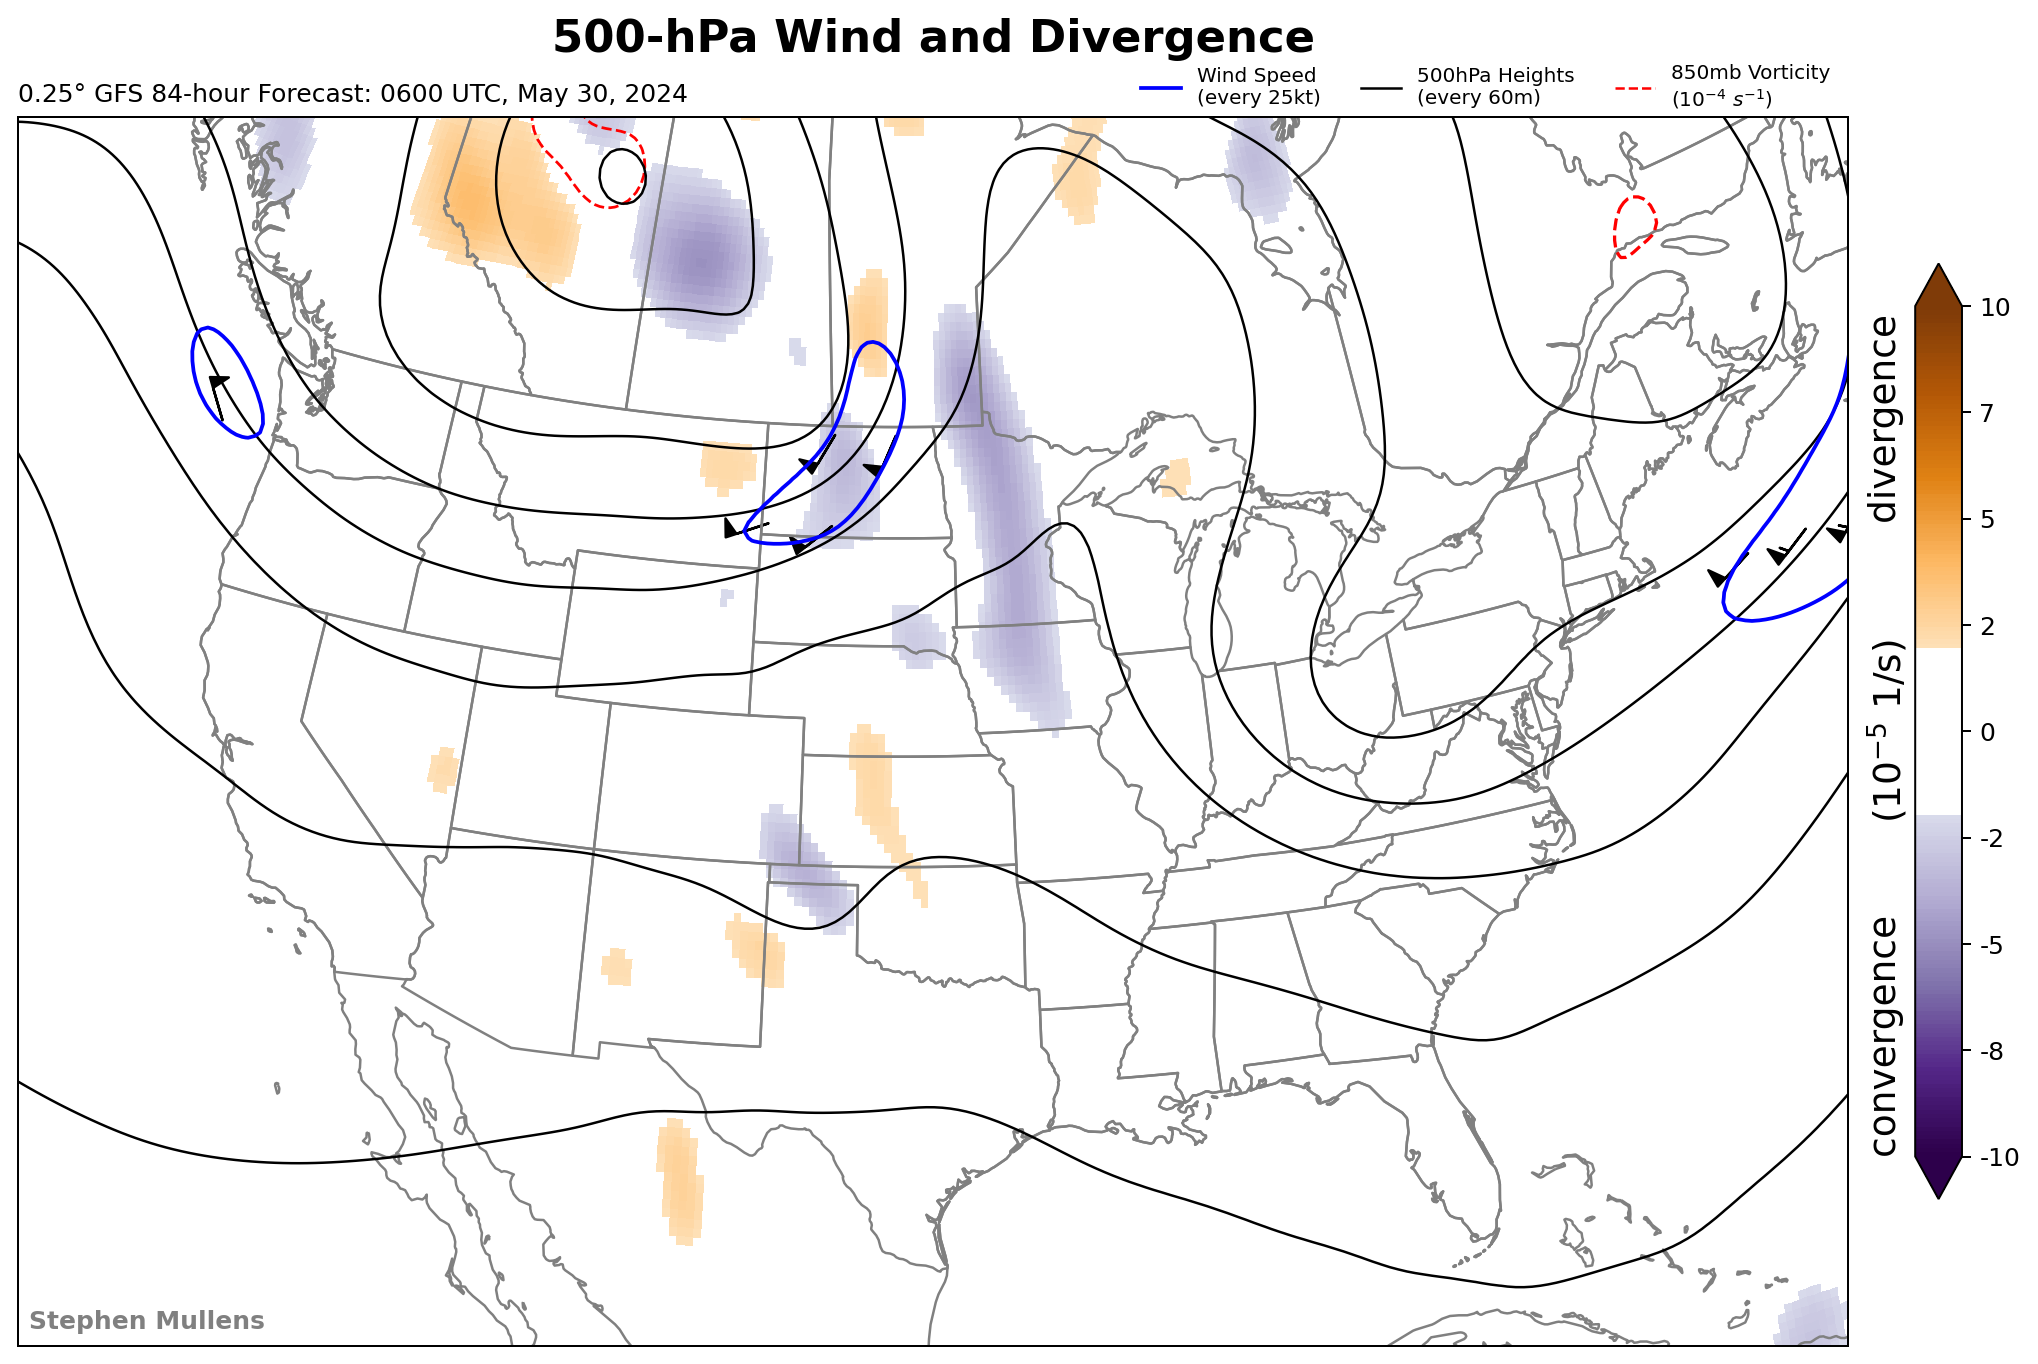 500-hPa Wind and Divergence
0.25° GFS 84-hour Forecast: 0600 UTC, May 30, 2024
Wind Speed
(every 25kt)
500hPa Heights
(every 60m)
850mb Vorticity
(10⁻⁴ s⁻¹)
10
7
5
2
0
-2
-5
-8
-10
divergence
(10⁻⁵ 1/s)
convergence
Stephen Mullens